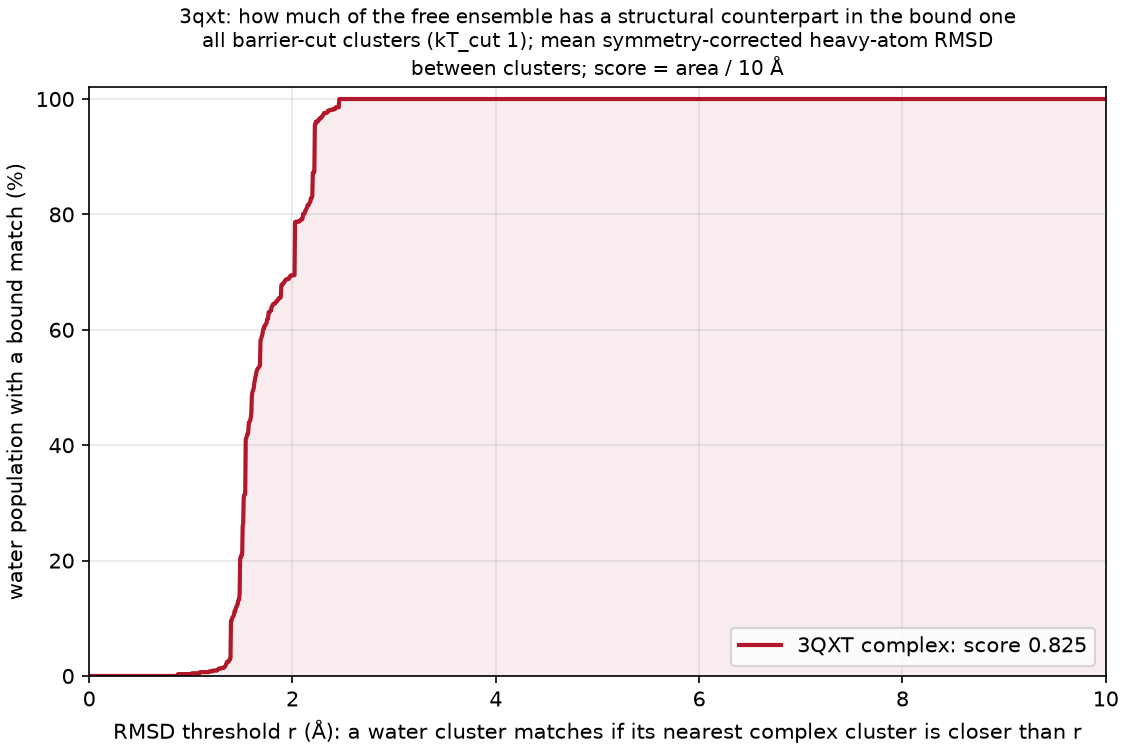 3qxt: how much of the free ensemble has a structural counterpart in the bound one
all barrier-cut clusters (kT_cut 1); mean symmetry-corrected heavy-atom RMSD
between clusters; score = area / 10 Å
water population with a bound match (%)
100
80
60
40
20
0
3QXT complex: score 0.825
0 2 4 6 8 10
RMSD threshold r (Å): a water cluster matches if its nearest complex cluster is closer than r